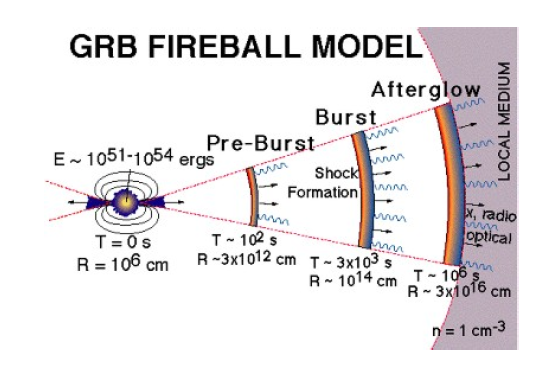 GRB FIREBALL MODEL
Afterglow
Burst
Pre-Burst
E ~ 10⁵¹-10⁵⁴ ergs
Shock
Formation
LOCAL MEDIUM
x, radio
optical
T = 0 s
R = 10⁶ cm
T ~ 10² s
R ~3x10¹² cm
T ~ 3x10³ s
R ~ 10¹⁴ cm
T ~ 10⁶ s
R ~ 3x10¹⁶ cm
n = 1 cm⁻³